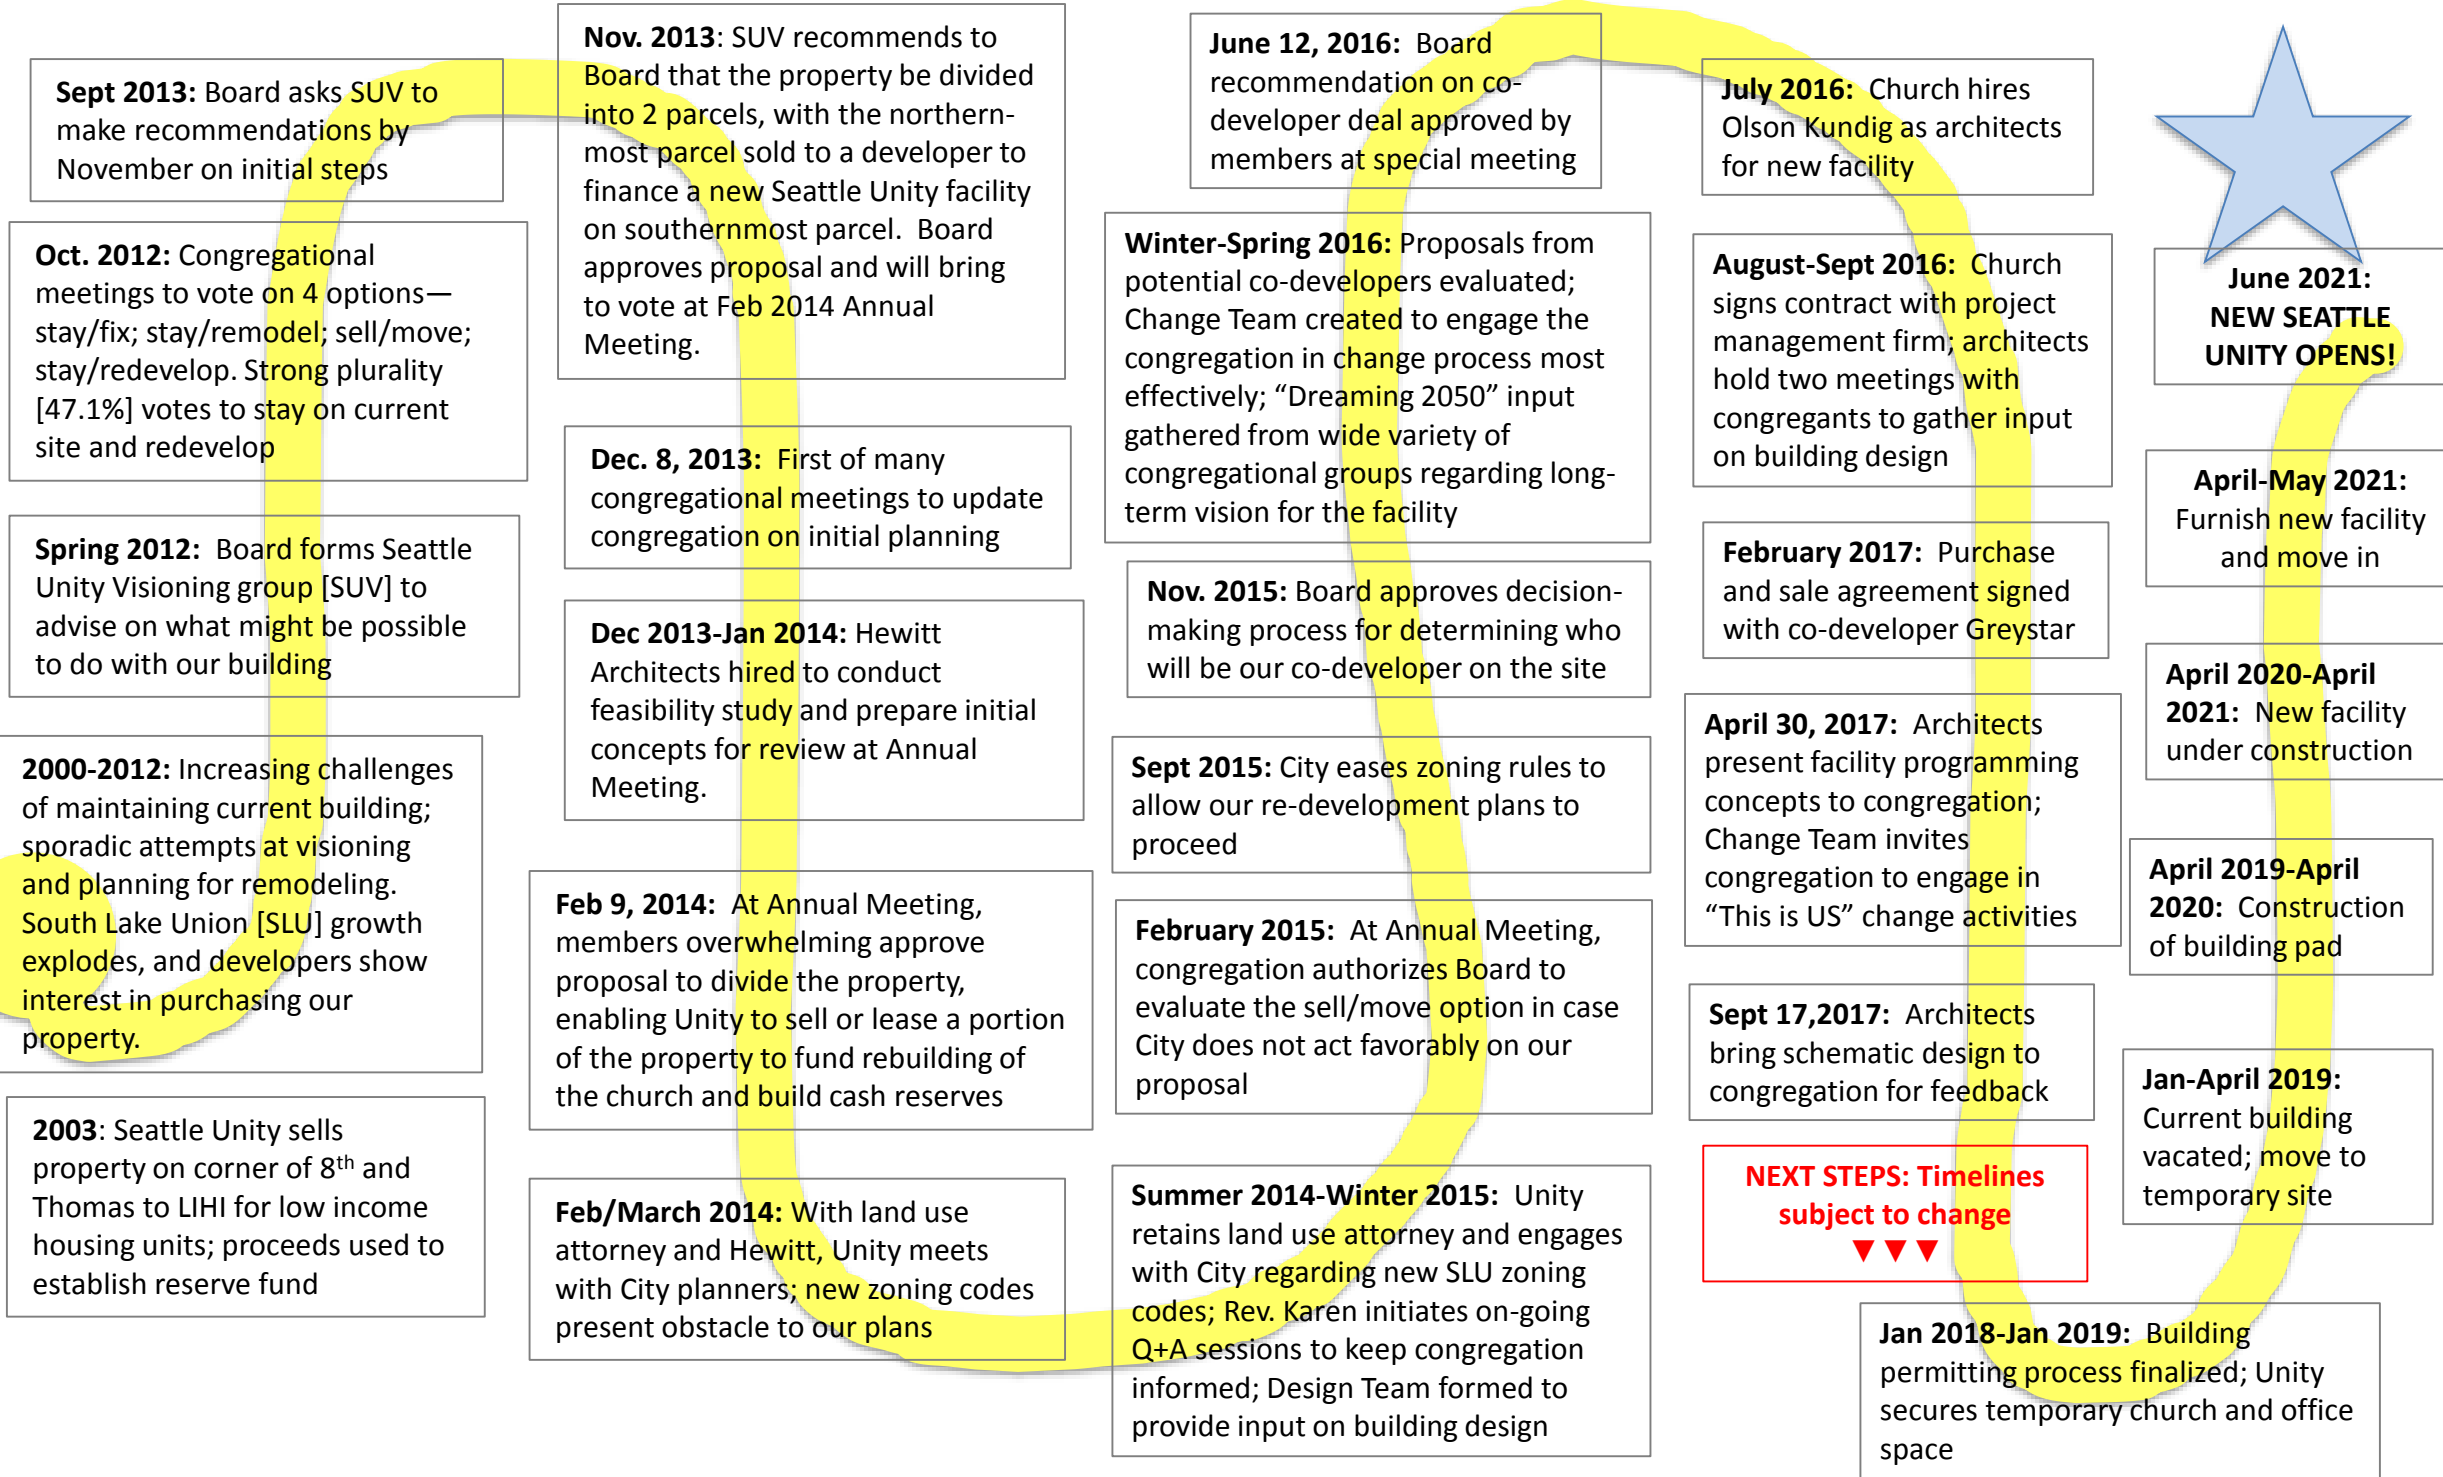 Sept 2013: Board asks SUV to
make recommendations by
November on initial steps
Oct. 2012: Congregational
meetings to vote on 4 options—
stay/fix; stay/remodel; sell/move;
stay/redevelop. Strong plurality
[47.1%] votes to stay on current
site and redevelop
Spring 2012: Board forms Seattle
Unity Visioning group [SUV] to
advise on what might be possible
to do with our building
2000-2012: Increasing challenges
of maintaining current building;
sporadic attempts at visioning
and planning for remodeling.
South Lake Union [SLU] growth
explodes, and developers show
interest in purchasing our
property.
2003: Seattle Unity sells
property on corner of 8th and
Thomas to LIHI for low income
housing units; proceeds used to
establish reserve fund
Nov. 2013: SUV recommends to
Board that the property be divided
into 2 parcels, with the northern-
most parcel sold to a developer to
finance a new Seattle Unity facility
on southernmost parcel. Board
approves proposal and will bring
to vote at Feb 2014 Annual
Meeting.
Dec. 8, 2013: First of many
congregational meetings to update
congregation on initial planning
Dec 2013-Jan 2014: Hewitt
Architects hired to conduct
feasibility study and prepare initial
concepts for review at Annual
Meeting.
Feb 9, 2014: At Annual Meeting,
members overwhelming approve
proposal to divide the property,
enabling Unity to sell or lease a portion
of the property to fund rebuilding of
the church and build cash reserves
Feb/March 2014: With land use
attorney and Hewitt, Unity meets
with City planners; new zoning codes
present obstacle to our plans
June 12, 2016: Board
recommendation on co-
developer deal approved by
members at special meeting
Winter-Spring 2016: Proposals from
potential co-developers evaluated;
Change Team created to engage the
congregation in change process most
effectively; “Dreaming 2050” input
gathered from wide variety of
congregational groups regarding long-
term vision for the facility
Nov. 2015: Board approves decision-
making process for determining who
will be our co-developer on the site
Sept 2015: City eases zoning rules to
allow our re-development plans to
proceed
February 2015: At Annual Meeting,
congregation authorizes Board to
evaluate the sell/move option in case
City does not act favorably on our
proposal
Summer 2014-Winter 2015: Unity
retains land use attorney and engages
with City regarding new SLU zoning
codes; Rev. Karen initiates on-going
Q+A sessions to keep congregation
informed; Design Team formed to
provide input on building design
July 2016: Church hires
Olson Kundig as architects
for new facility
August-Sept 2016: Church
signs contract with project
management firm; architects
hold two meetings with
congregants to gather input
on building design
February 2017: Purchase
and sale agreement signed
with co-developer Greystar
April 30, 2017: Architects
present facility programming
concepts to congregation;
Change Team invites
congregation to engage in
“This is US” change activities
Sept 17,2017: Architects
bring schematic design to
congregation for feedback
NEXT STEPS: Timelines
subject to change
▼ ▼ ▼
Jan 2018-Jan 2019: Building
permitting process finalized; Unity
secures temporary church and office
space
June 2021:
NEW SEATTLE
UNITY OPENS!
April-May 2021:
Furnish new facility
and move in
April 2020-April
2021: New facility
under construction
April 2019-April
2020: Construction
of building pad
Jan-April 2019:
Current building
vacated; move to
temporary site